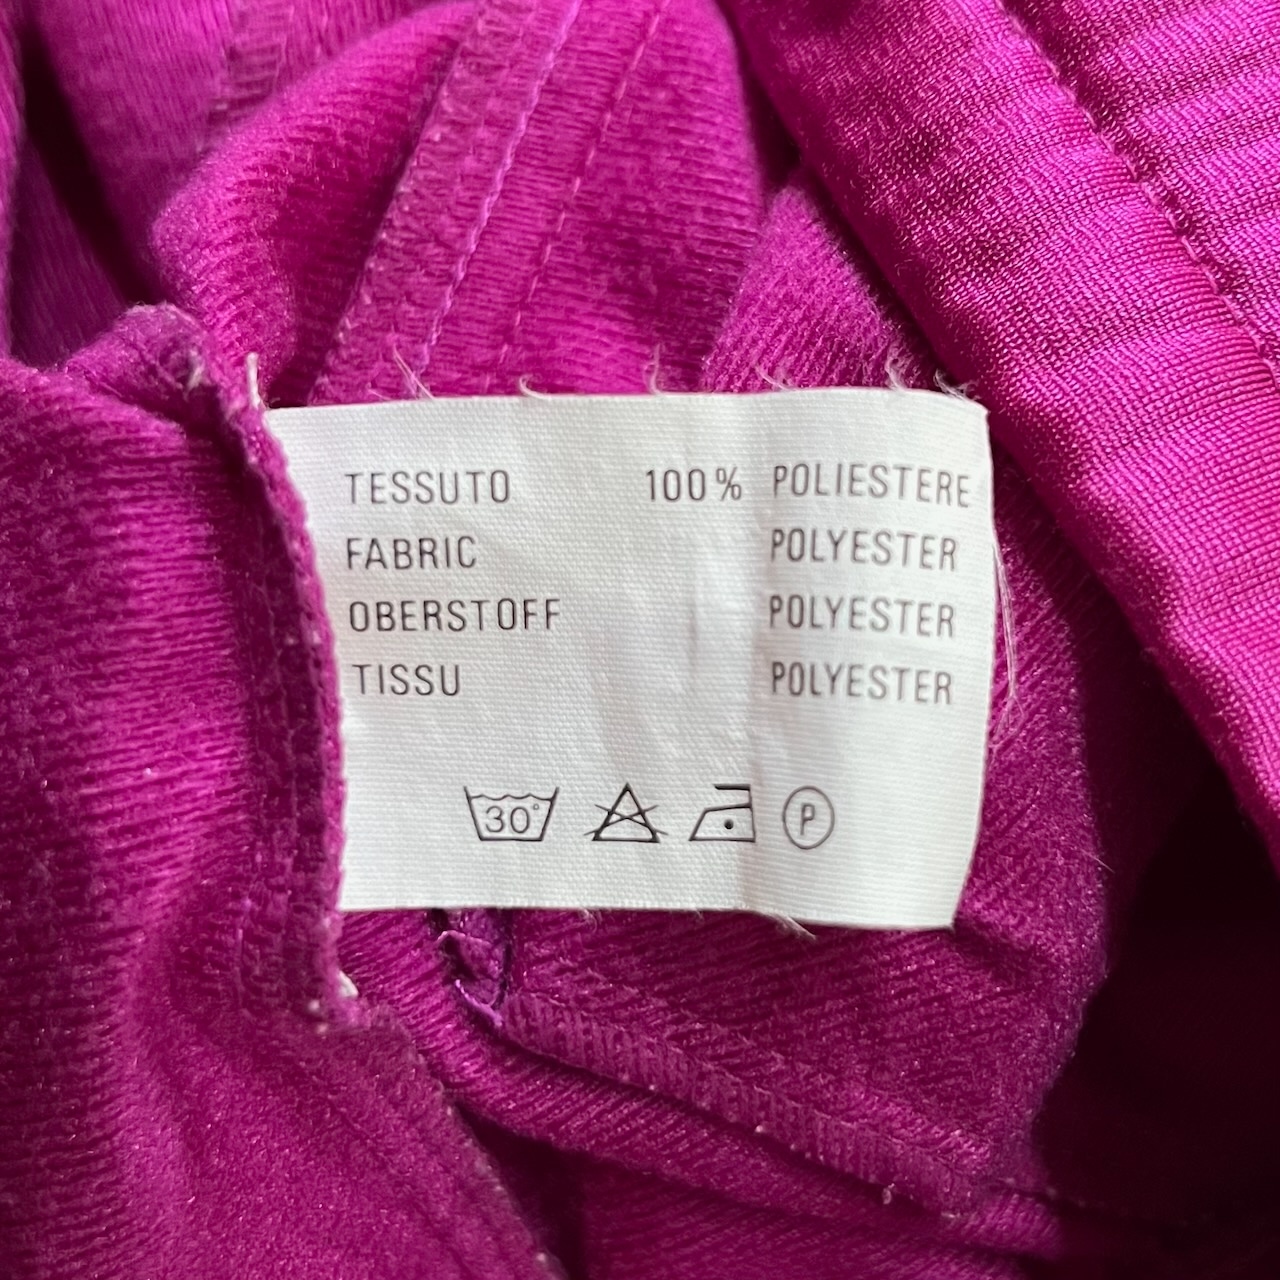 TESSUTO 100% POLIESTERE
FABRIC POLYESTER
OBERSTOFF POLYESTER
TISSU POLYESTER
30° P